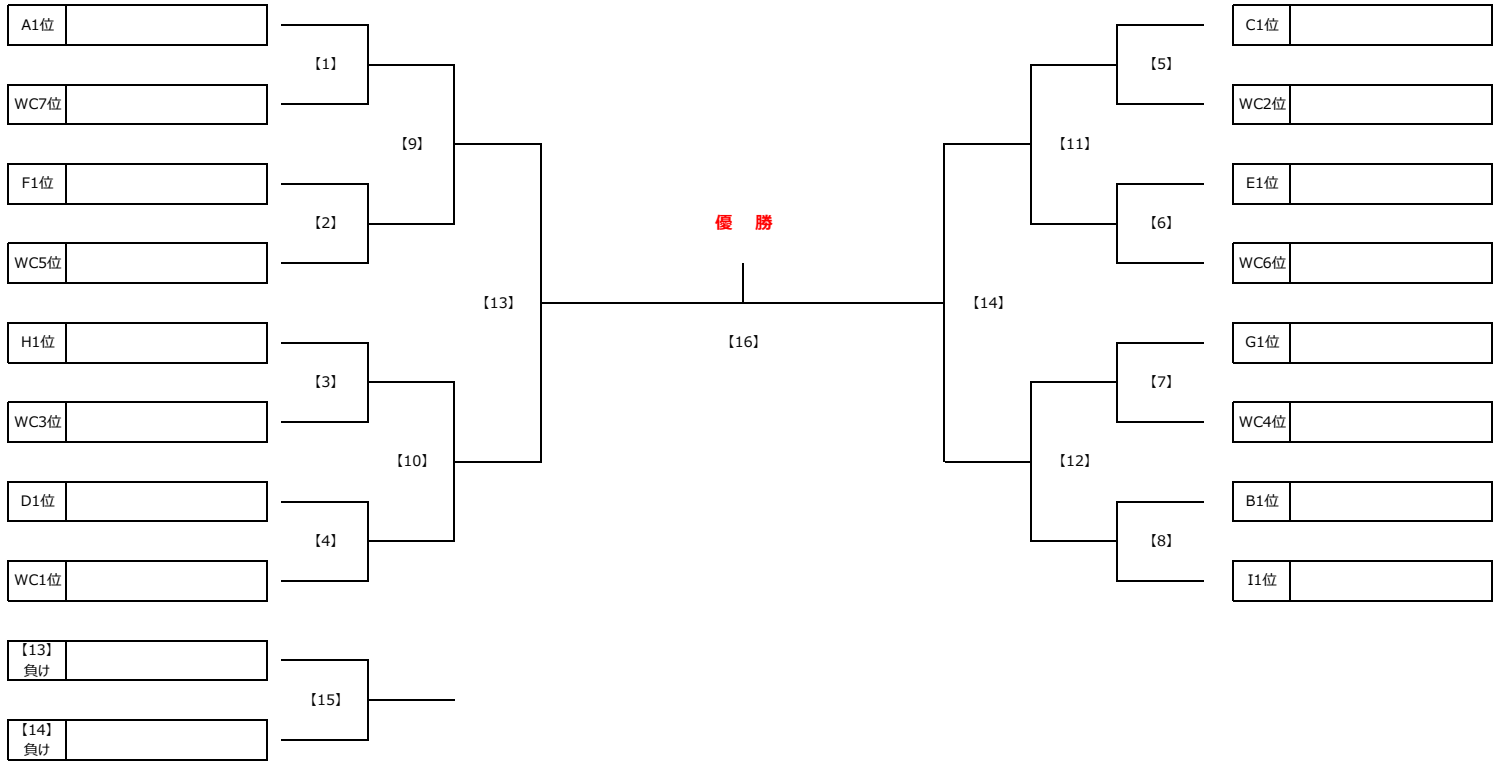 A1位
【1】
WC7位
【9】
F1位
【2】
WC5位
【13】
H1位
【3】
WC3位
【10】
D1位
【4】
WC1位
【13】
負け
【15】
【14】
負け
優 勝
【16】
C1位
【5】
WC2位
【11】
E1位
【6】
WC6位
【14】
G1位
【7】
WC4位
【12】
B1位
【8】
I1位